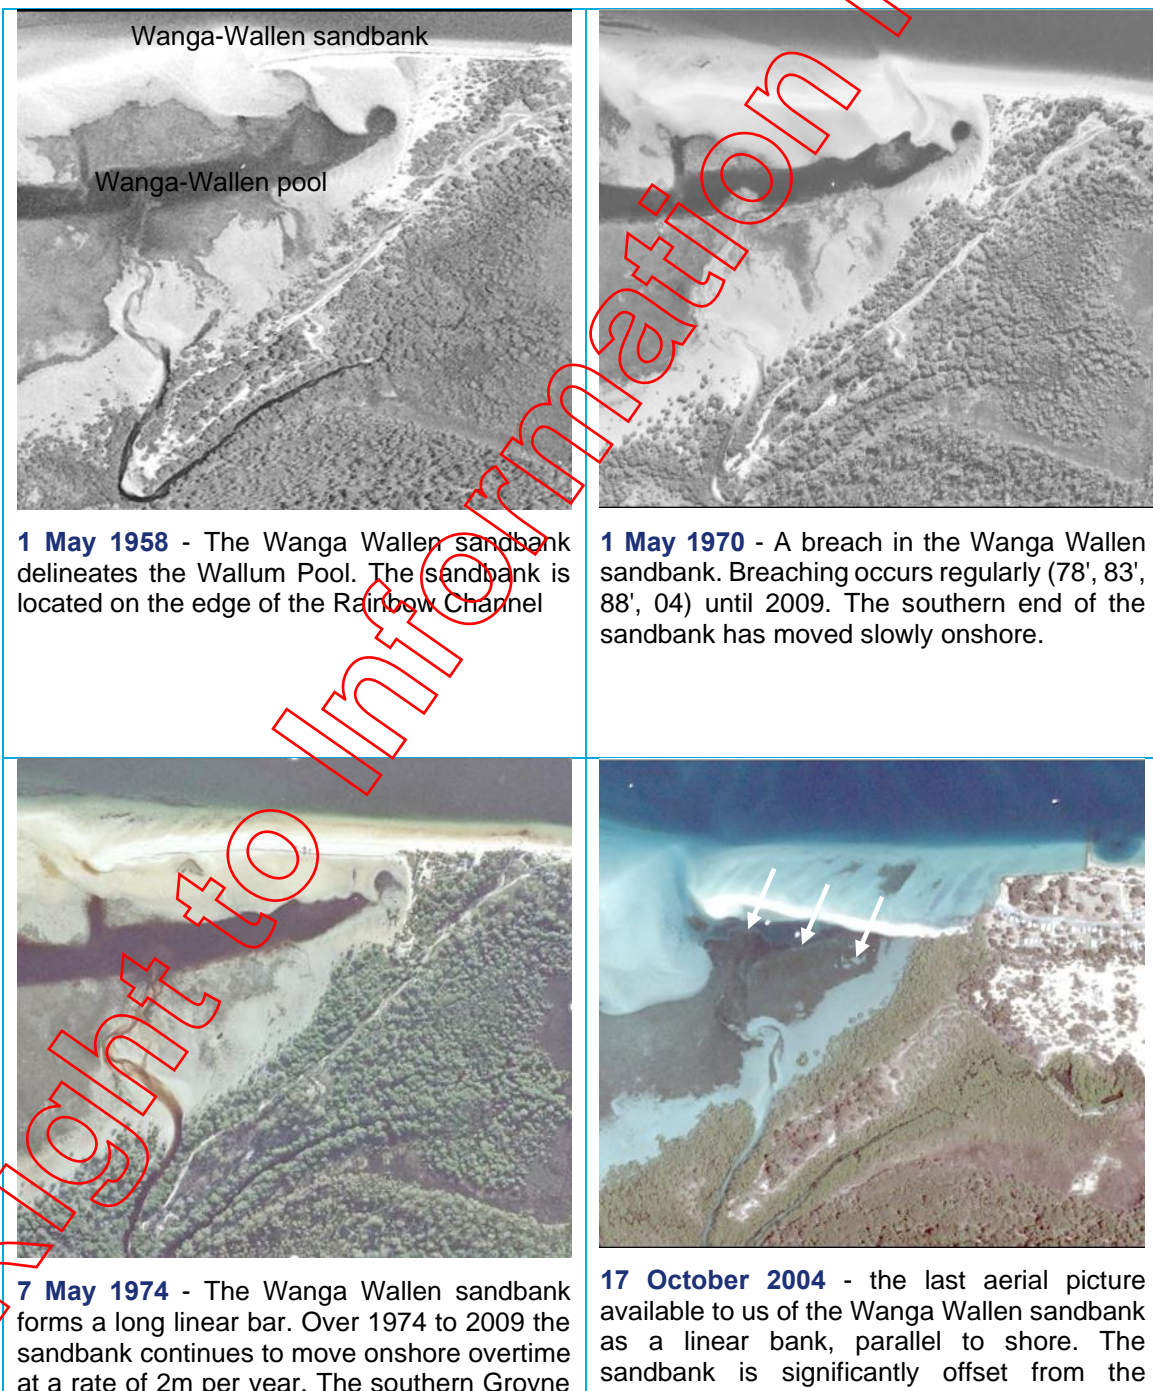 Wanga-Wallen sandbank
Wanga-Wallen pool
1 May 1958 - The Wanga Wallen sandbank
delineates the Wallum Pool. The sandbank is
located on the edge of the Rainbow Channel
1 May 1970 - A breach in the Wanga Wallen
sandbank. Breaching occurs regularly (78', 83',
88', 04) until 2009. The southern end of the
sandbank has moved slowly onshore.
7 May 1974 - The Wanga Wallen sandbank
forms a long linear bar. Over 1974 to 2009 the
sandbank continues to move onshore overtime
at a rate of 2m per year. The southern Groyne
17 October 2004 - the last aerial picture
available to us of the Wanga Wallen sandbank
as a linear bank, parallel to shore. The
sandbank is significantly offset from the
Right to Information